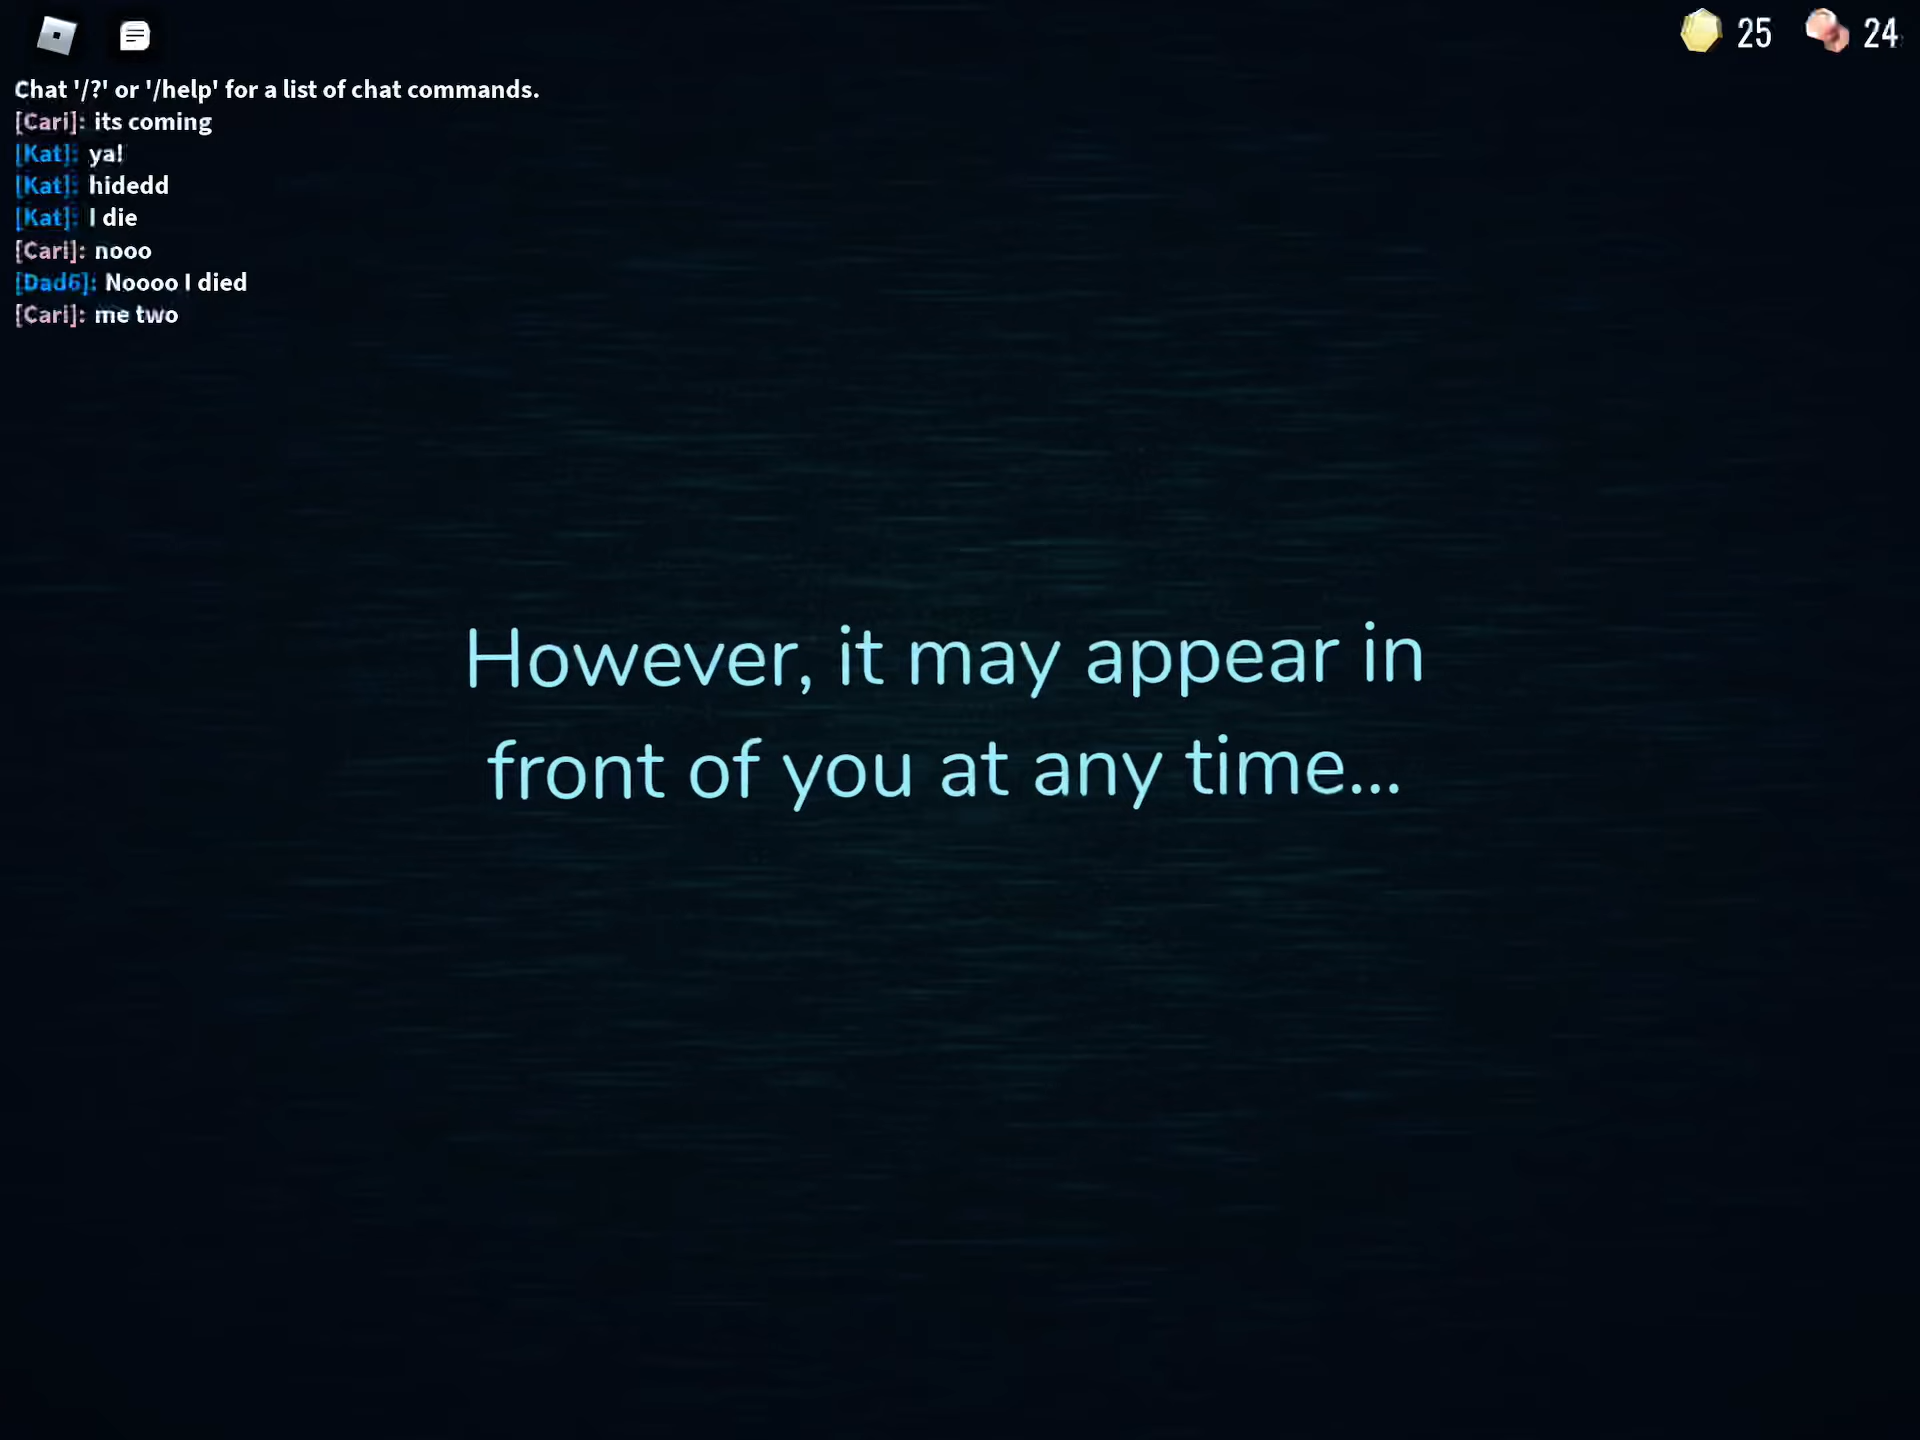 25 24
Chat '/?' or '/help' for a list of chat commands.
[Cari]: its coming
[Kat]: ya!
[Kat]: hidedd
[Kat]: I die
[Cari]: nooo
[Dad6]: Noooo I died
[Cari]: me two
However, it may appear in
front of you at any time...